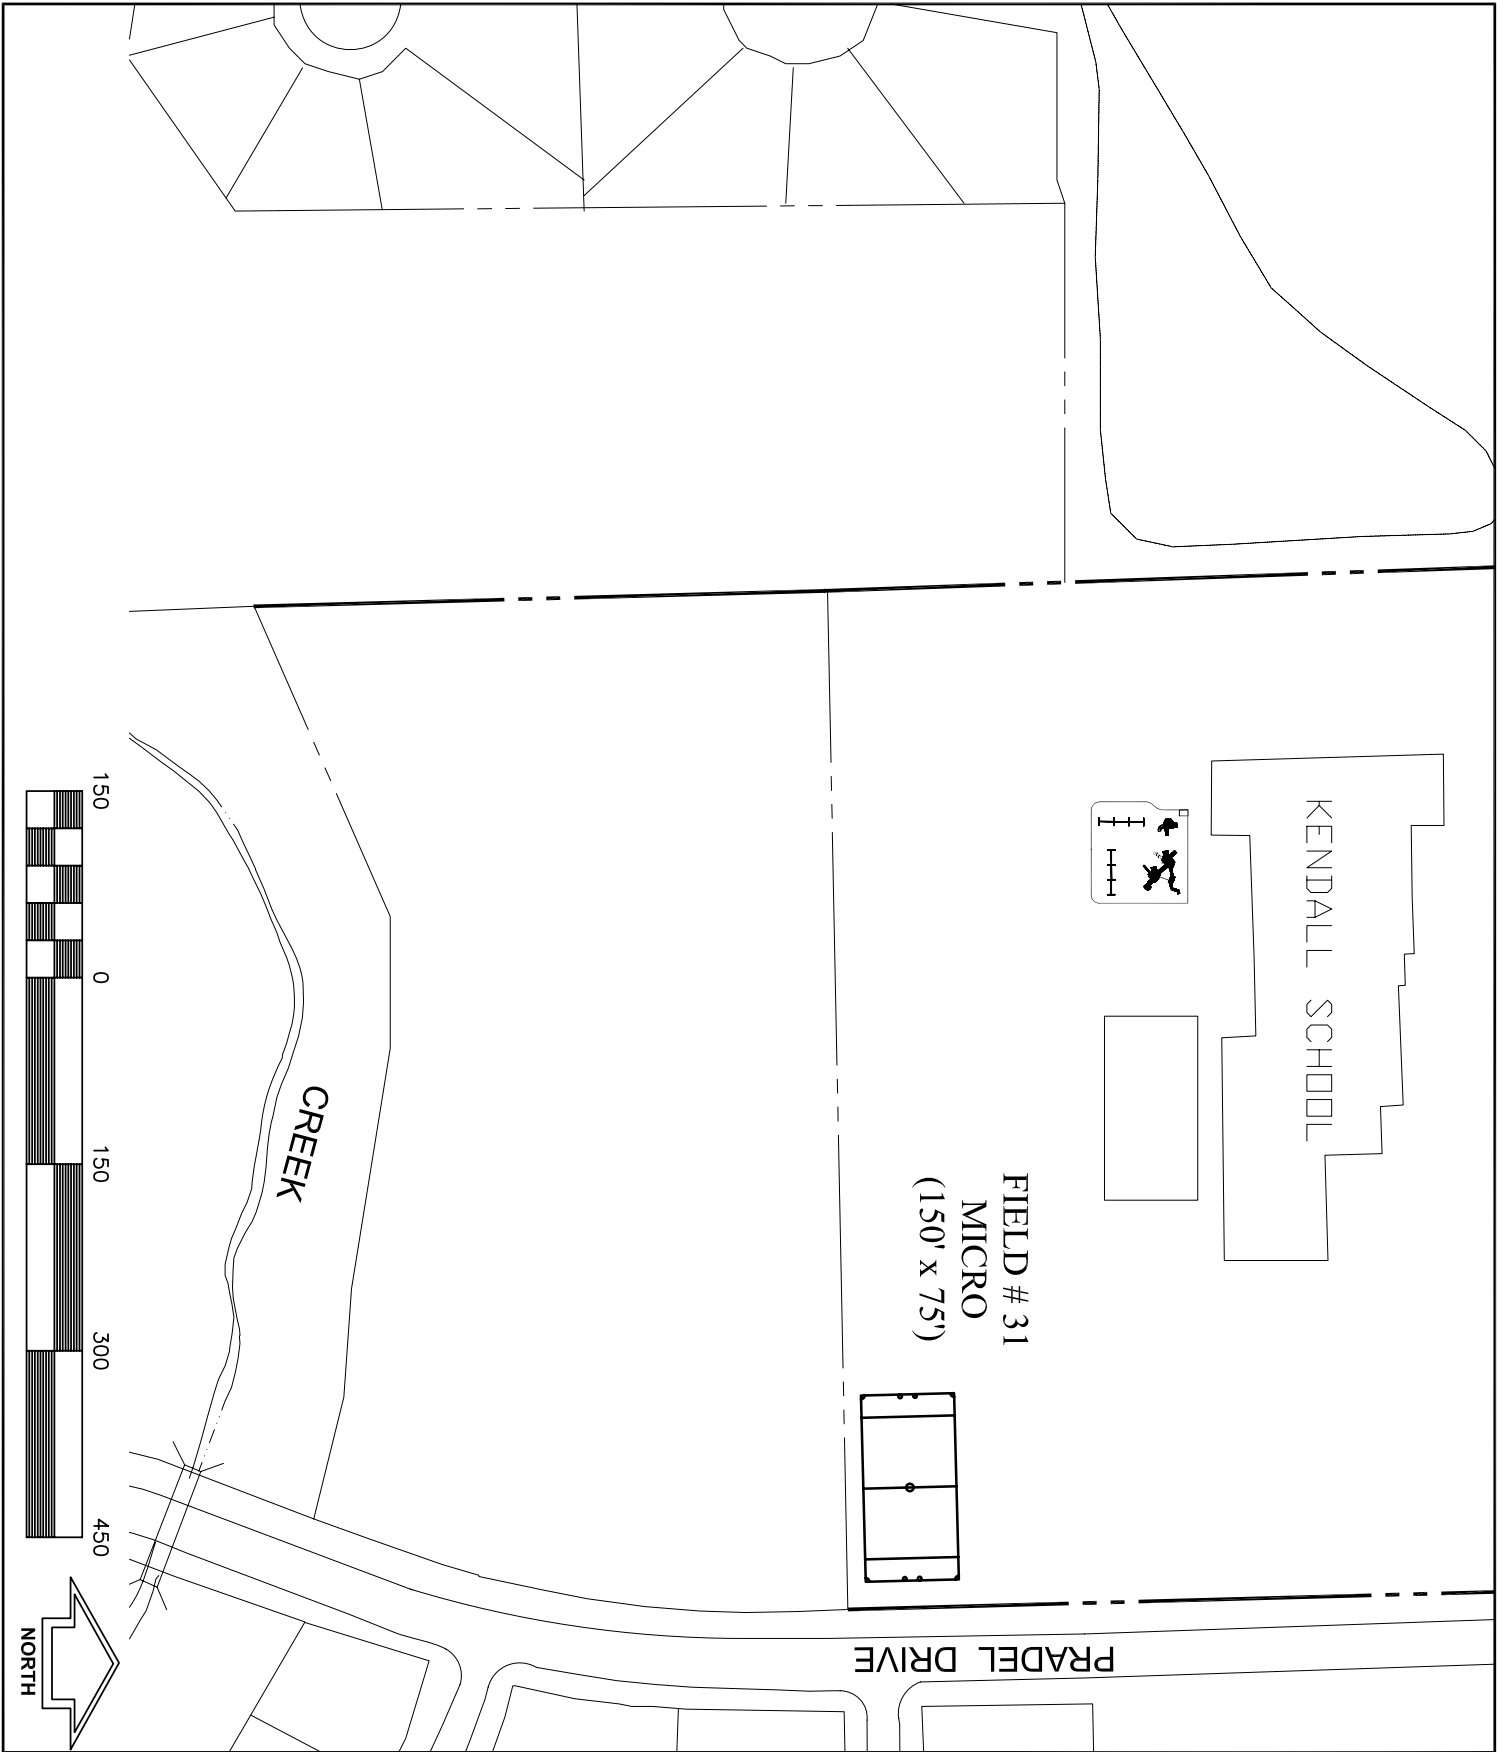 KENDALL SCHOOL
FIELD # 31
MICRO
(150' x 75')
CREEK
PRADEL DRIVE
150
0
150
300
450
NORTH